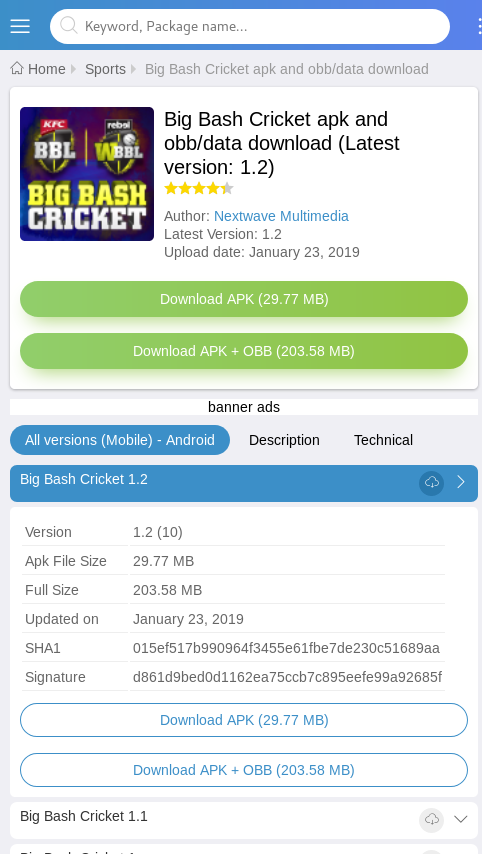 Keyword, Package name...
Home Sports Big Bash Cricket apk and obb/data download
KFC rebel
BBL WBBL
BIG BASH
CRICKET
Big Bash Cricket apk and
obb/data download (Latest
version: 1.2)
Author: Nextwave Multimedia
Latest Version: 1.2
Upload date: January 23, 2019
Download APK (29.77 MB)
Download APK + OBB (203.58 MB)
banner ads
All versions (Mobile) - Android Description Technical
Big Bash Cricket 1.2
Version 1.2 (10)
Apk File Size 29.77 MB
Full Size 203.58 MB
Updated on January 23, 2019
SHA1 015ef517b990964f3455e61fbe7de230c51689aa
Signature d861d9bed0d1162ea75ccb7c895eefe99a92685f
Download APK (29.77 MB)
Download APK + OBB (203.58 MB)
Big Bash Cricket 1.1